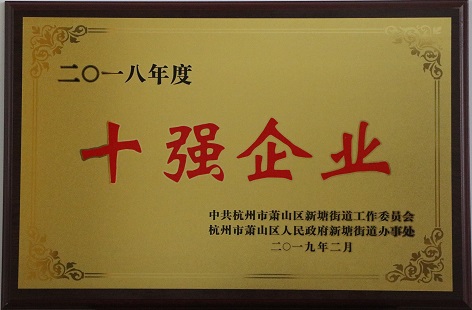 二〇一八年度
十强企业
中共杭州市萧山区新塘街道工作委员会
杭州市萧山区人民政府新塘街道办事处
二〇一九年二月